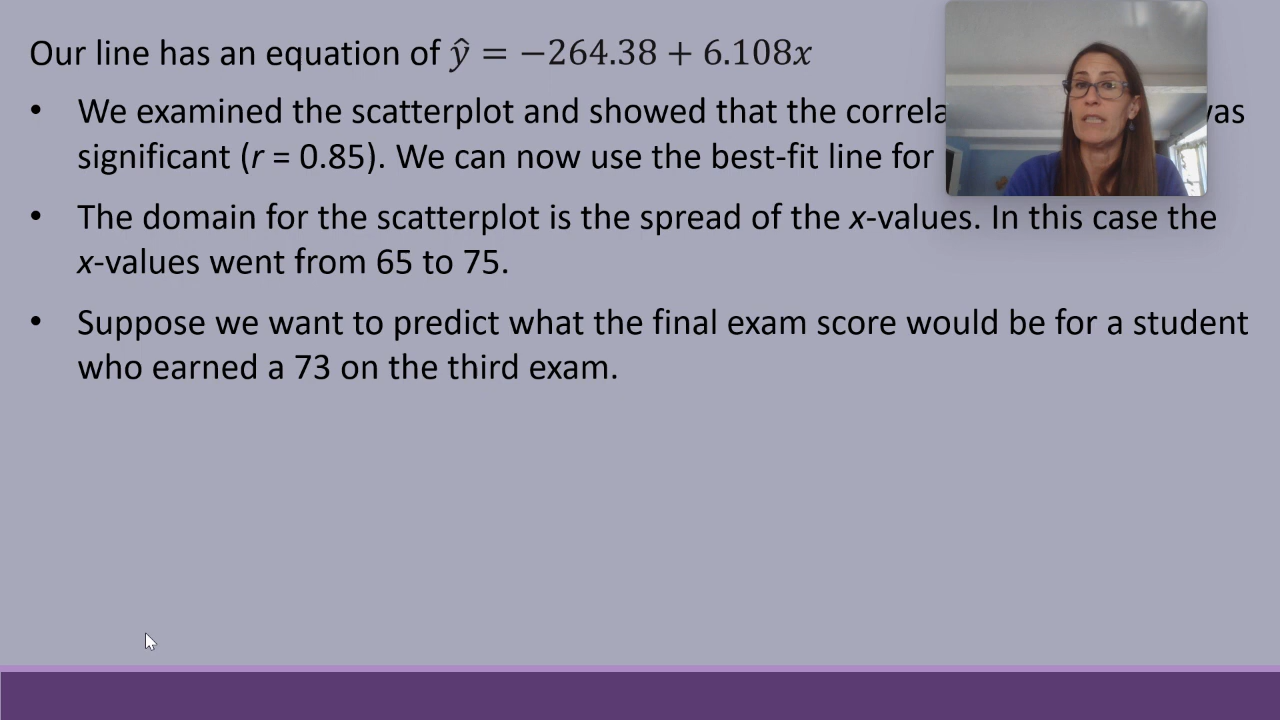 Our line has an equation of ŷ = −264.38 + 6.108x
• We examined the scatterplot and showed that the
significant (r = 0.85). We can now use the best-fit line for
• The domain for the scatterplot is the spread of the x-values. In this case the
x-values went from 65 to 75.
• Suppose we want to predict what the final exam score would be for a student
who earned a 73 on the third exam.